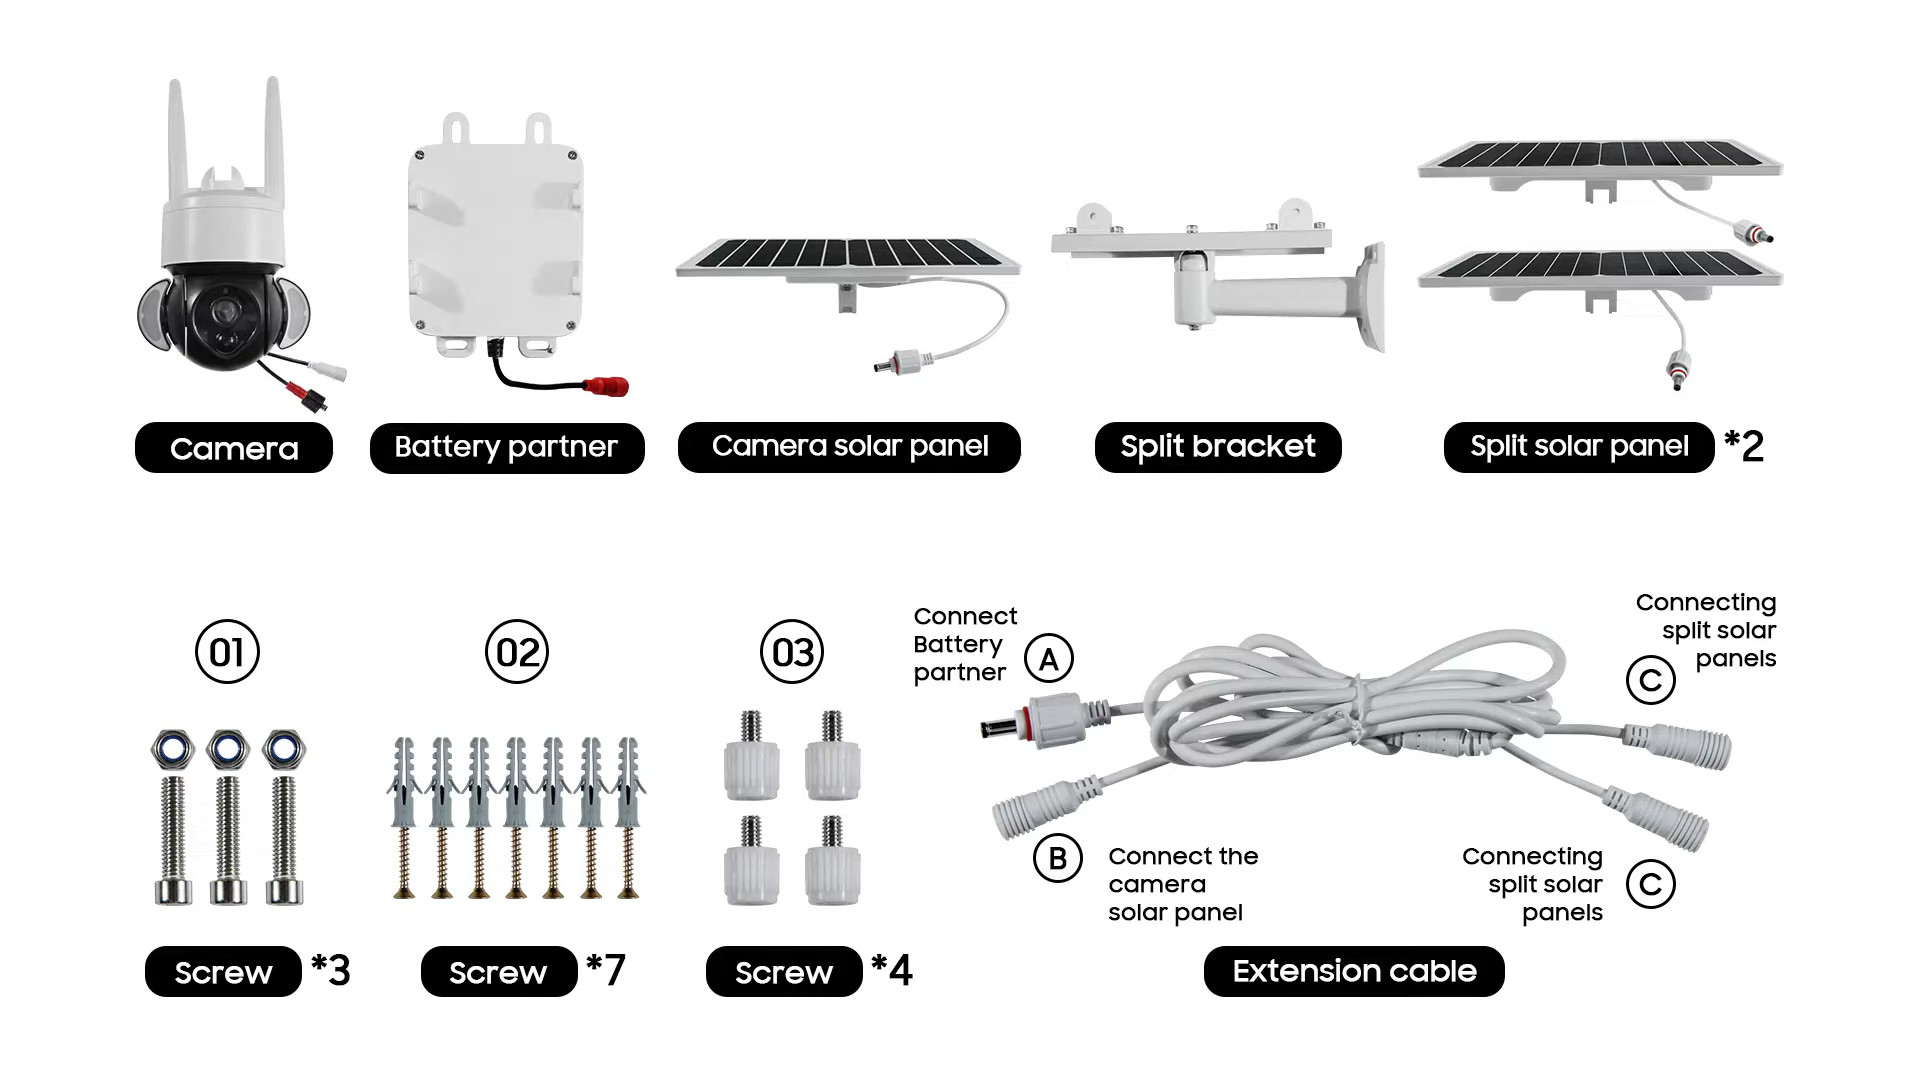 Camera
Battery partner
Camera solar panel
Split bracket
Split solar panel *2
01
02
03
Connect
Battery
partner
A
Connecting
split solar
panels
C
B
Connect the
camera
solar panel
Connecting
split solar
panels
C
Screw *3
Screw *7
Screw *4
Extension cable